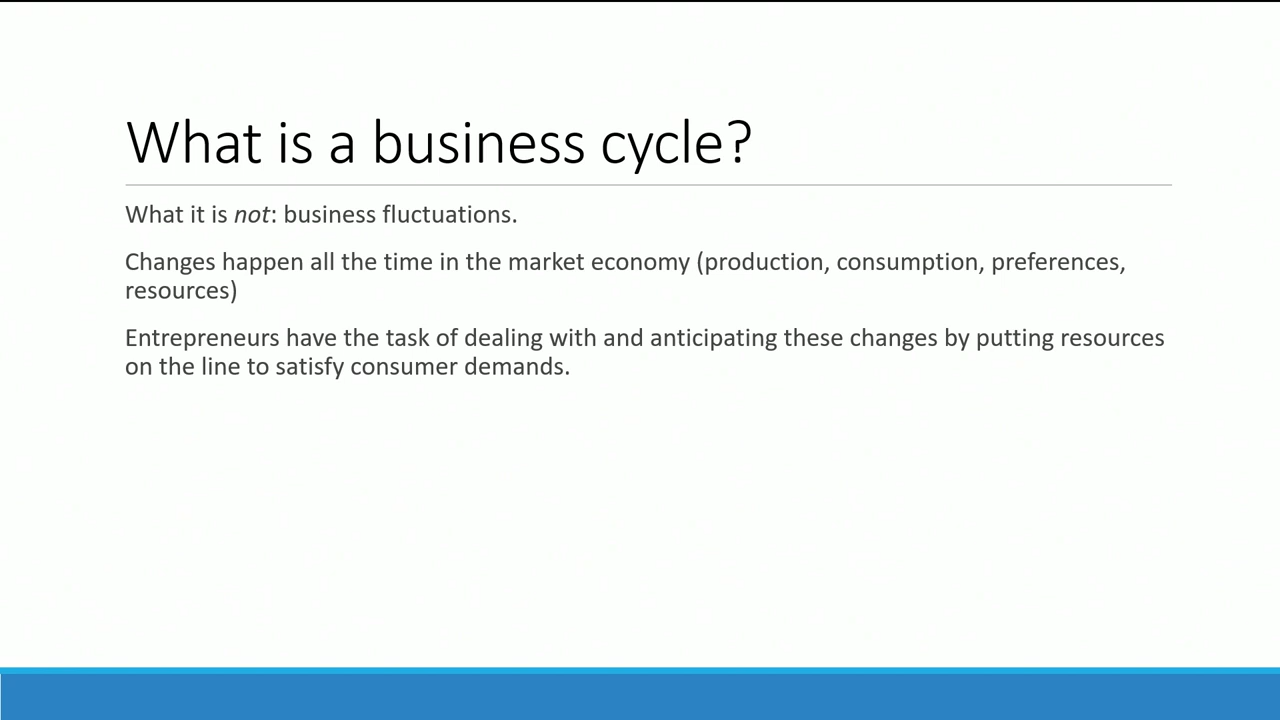 What is a business cycle?
What it is not: business fluctuations.
Changes happen all the time in the market economy (production, consumption, preferences,
resources)
Entrepreneurs have the task of dealing with and anticipating these changes by putting resources
on the line to satisfy consumer demands.